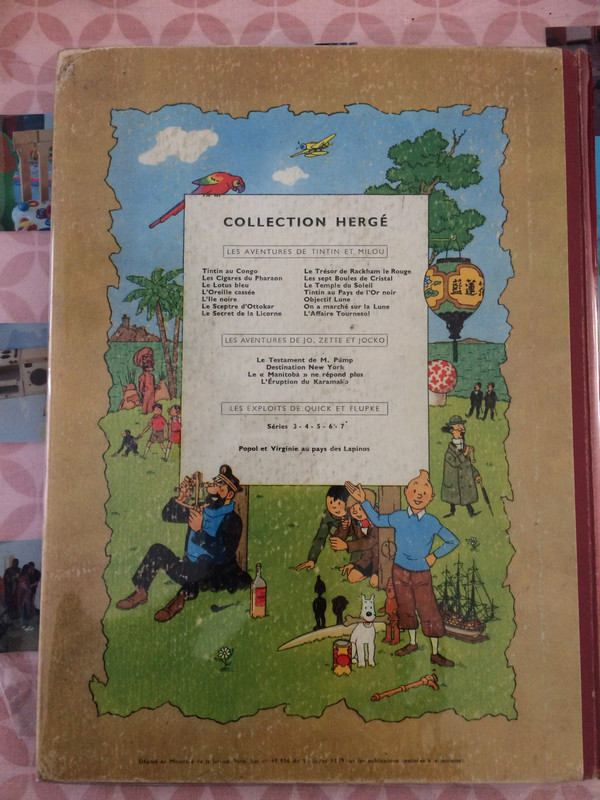 COLLECTION HERGÉ
LES AVENTURES DE TINTIN ET MILOU
Tintin au Congo
Les Cigares du Pharaon
Le Lotus bleu
L'Oreille cassée
L'Ile noire
Le Sceptre d'Ottokar
Le Secret de la Licorne
Le Trésor de Rackham le Rouge
Les sept Boules de Cristal
Le Temple du Soleil
Tintin au Pays de l'Or noir
Objectif Lune
On a marché sur la Lune
L'Affaire Tournesol
LES AVENTURES DE JO, ZETTE ET JOCKO
Le Testament de M. Pump
Destination New York
Le « Manitoba » ne répond plus
L'Éruption du Karamako
LES EXPLOITS DE QUICK ET FLUPKE
Séries 3 - 4 - 5 - 6 - 7
Popol et Virginie au pays des Lapinos